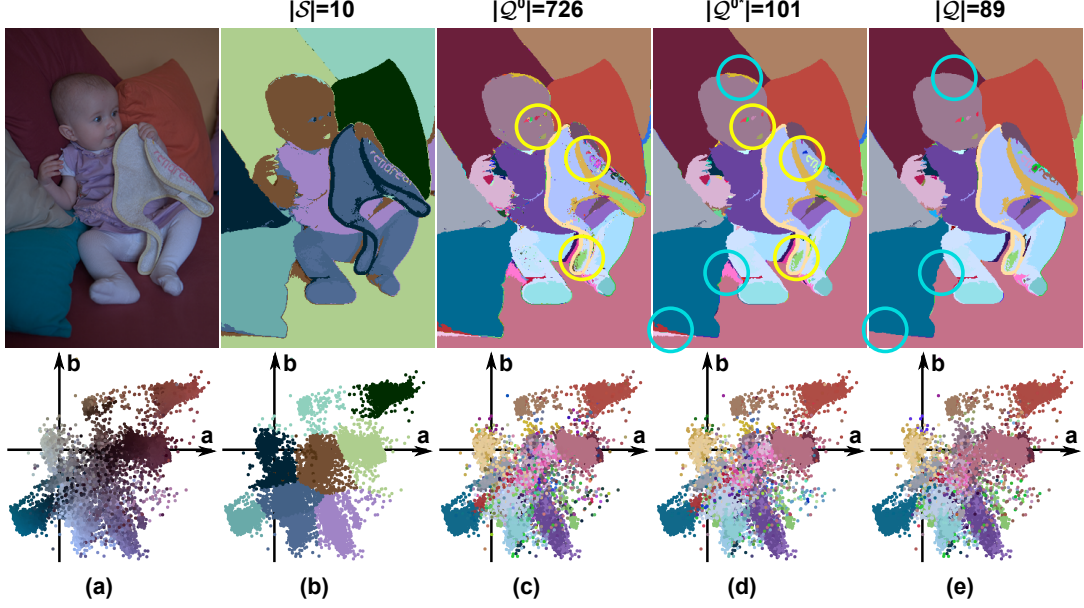 |𝒮|=10 |𝒬⁰|=726 |𝒬⁰*|=101 |𝒬|=89
b b b b b
a a a a a
(a) (b) (c) (d) (e)